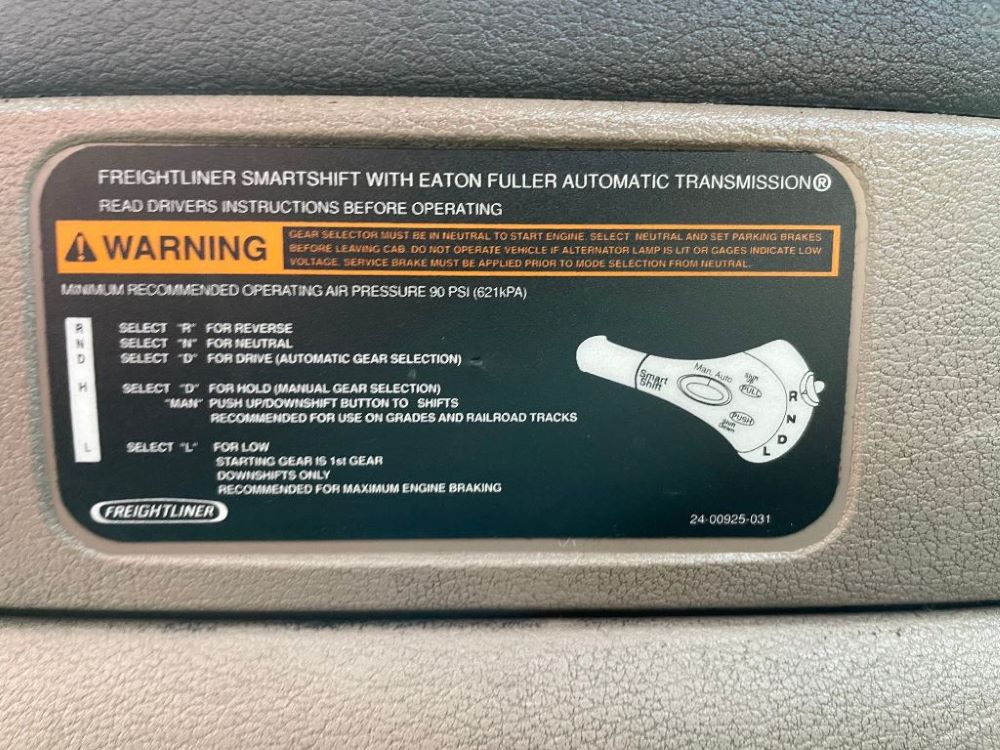 FREIGHTLINER SMARTSHIFT WITH EATON FULLER AUTOMATIC TRANSMISSION®
READ DRIVERS INSTRUCTIONS BEFORE OPERATING
WARNING
GEAR SELECTOR MUST BE IN NEUTRAL TO START ENGINE. SELECT NEUTRAL AND SET PARKING BRAKES
BEFORE LEAVING CAB. DO NOT OPERATE VEHICLE IF ALTERNATOR LAMP IS LIT OR GAGES INDICATE LOW
VOLTAGE. SERVICE BRAKE MUST BE APPLIED PRIOR TO MODE SELECTION FROM NEUTRAL.
MINIMUM RECOMMENDED OPERATING AIR PRESSURE 90 PSI (621kPA)
R SELECT "R" FOR REVERSE
N SELECT "N" FOR NEUTRAL
D SELECT "D" FOR DRIVE (AUTOMATIC GEAR SELECTION)
H SELECT "D" FOR HOLD (MANUAL GEAR SELECTION)
"MAN" PUSH UP/DOWNSHIFT BUTTON TO SHIFTS
RECOMMENDED FOR USE ON GRADES AND RAILROAD TRACKS
L SELECT "L" FOR LOW
STARTING GEAR IS 1st GEAR
DOWNSHIFTS ONLY
RECOMMENDED FOR MAXIMUM ENGINE BRAKING
Smart
Shift
Man. Auto
Shift
Up
PULL
PUSH
Shift
Down
R
N
D
L
FREIGHTLINER
24-00925-031